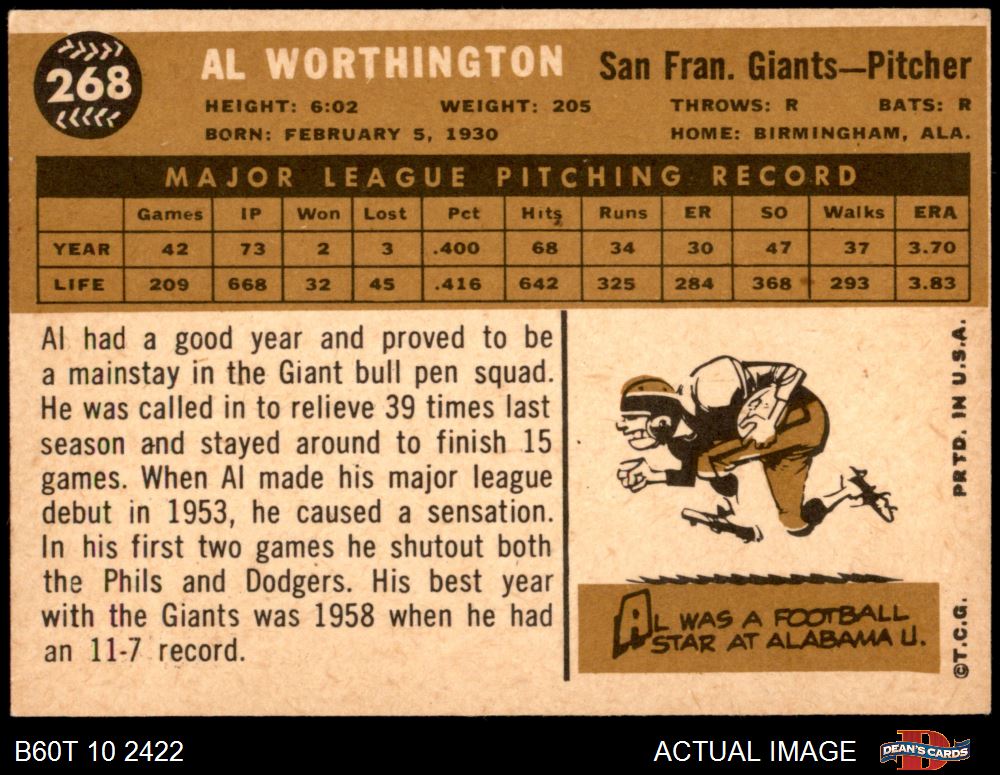 268
AL WORTHINGTON San Fran. Giants—Pitcher
HEIGHT: 6:02 WEIGHT: 205 THROWS: R BATS: R
BORN: FEBRUARY 5, 1930 HOME: BIRMINGHAM, ALA.
MAJOR LEAGUE PITCHING RECORD
Games IP Won Lost Pct Hits Runs ER SO Walks ERA
YEAR 42 73 2 3 .400 68 34 30 47 37 3.70
LIFE 209 668 32 45 .416 642 325 284 368 293 3.83
Al had a good year and proved to be
a mainstay in the Giant bull pen squad.
He was called in to relieve 39 times last
season and stayed around to finish 15
games. When Al made his major league
debut in 1953, he caused a sensation.
In his first two games he shutout both
the Phils and Dodgers. His best year
with the Giants was 1958 when he had
an 11-7 record.
AL WAS A FOOTBALL
STAR AT ALABAMA U.
©T.C.G. PRTD. IN U.S.A.
B60T 10 2422 ACTUAL IMAGE D
DEAN'S CARDS